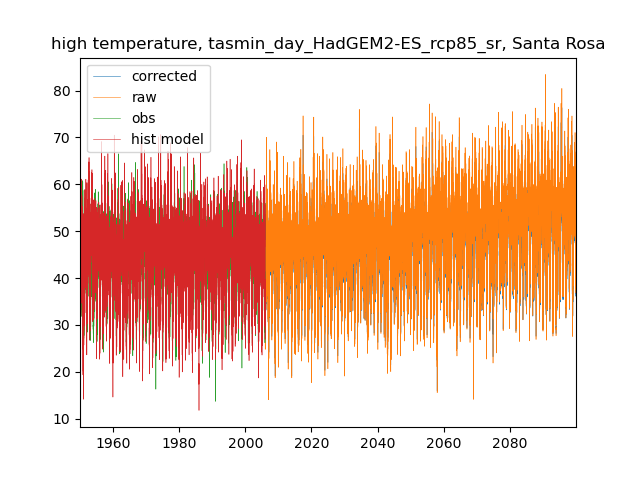 high temperature, tasmin_day_HadGEM2-ES_rcp85_sr, Santa Rosa
corrected
raw
obs
hist model
80
70
60
50
40
30
20
10
1960 1980 2000 2020 2040 2060 2080